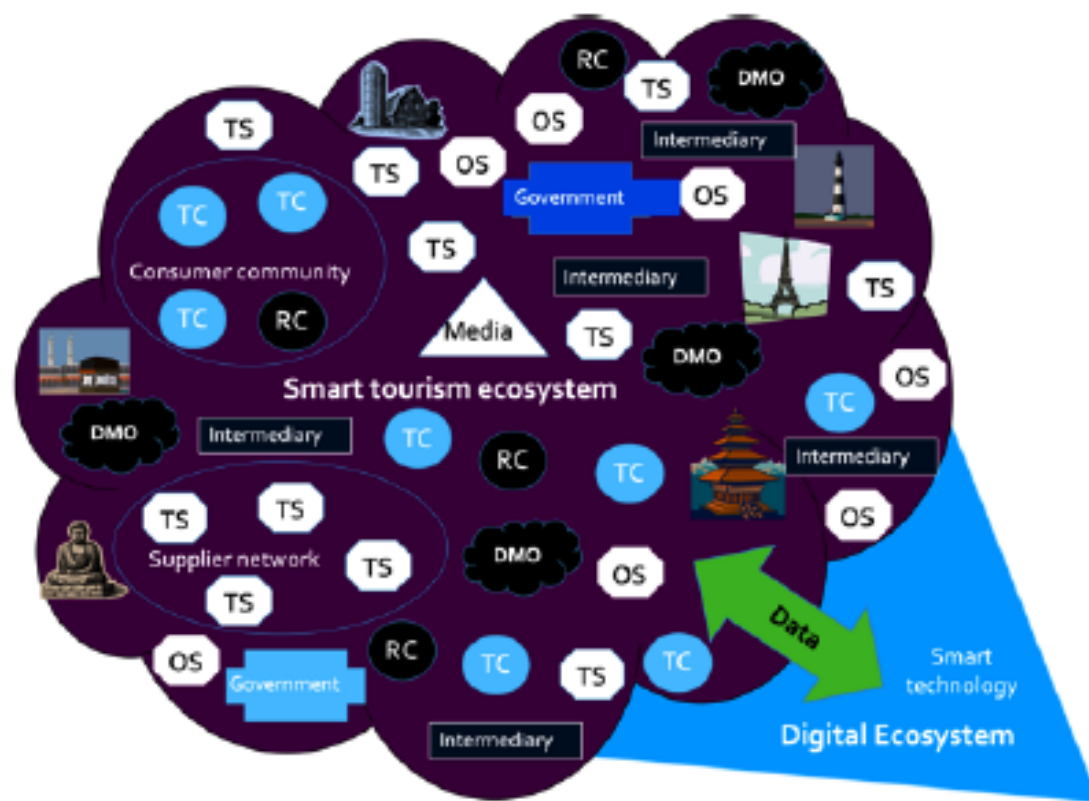 RC
TS
DMO
TS
OS
Intermediary
TS
OS
Government
OS
TC
TC
TS
Consumer community
Intermediary
TS
TC
RC
Media
TS
DMO
OS
Smart tourism ecosystem
TC
DMO
Intermediary
TC
RC
TC
Intermediary
TS
TS
OS
Supplier network
TS
DMO
OS
TS
Data
OS
Government
RC
TC
TS
TC
Smart
technology
Intermediary
Digital Ecosystem